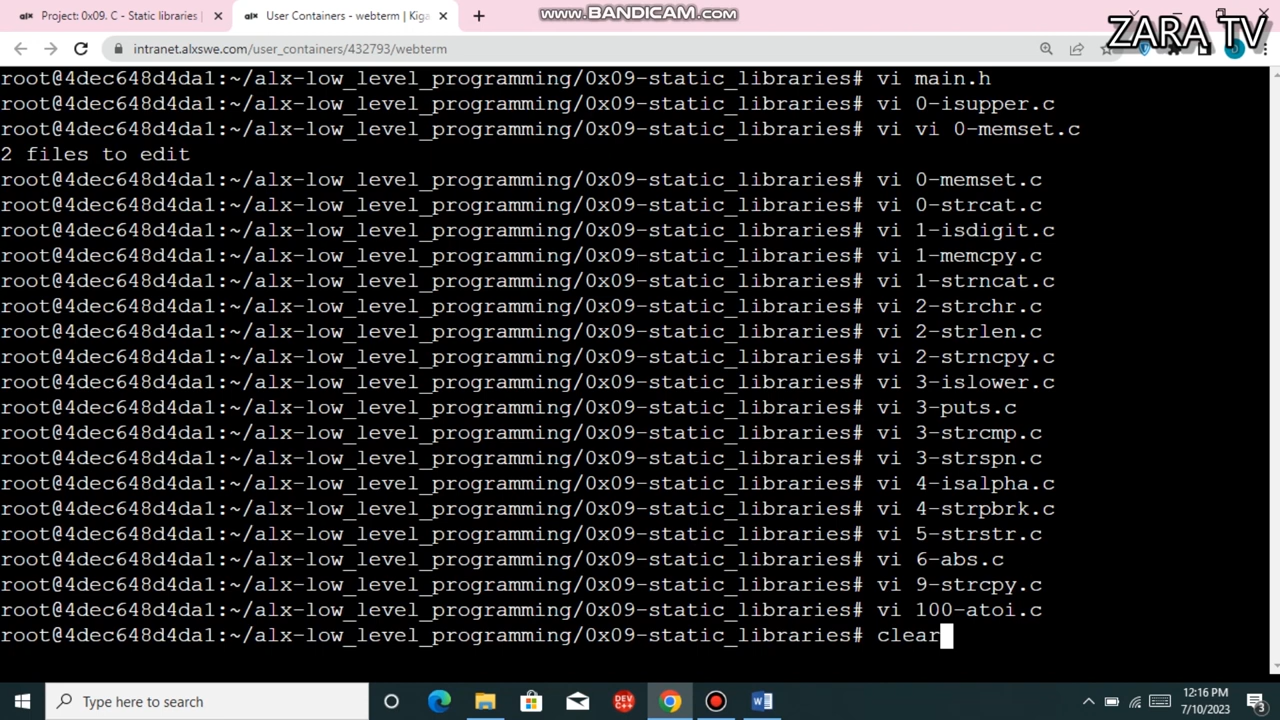 Project: 0x09. C - Static libraries |
User Containers - webterm | Kiga
www.BANDICAM.com
ZARA TV
intranet.alxswe.com/user_containers/432793/webterm
root@4dec648d4da1:~/alx-low_level_programming/0x09-static_libraries# vi main.h
root@4dec648d4da1:~/alx-low_level_programming/0x09-static_libraries# vi 0-isupper.c
root@4dec648d4da1:~/alx-low_level_programming/0x09-static_libraries# vi vi 0-memset.c
2 files to edit
root@4dec648d4da1:~/alx-low_level_programming/0x09-static_libraries# vi 0-memset.c
root@4dec648d4da1:~/alx-low_level_programming/0x09-static_libraries# vi 0-strcat.c
root@4dec648d4da1:~/alx-low_level_programming/0x09-static_libraries# vi 1-isdigit.c
root@4dec648d4da1:~/alx-low_level_programming/0x09-static_libraries# vi 1-memcpy.c
root@4dec648d4da1:~/alx-low_level_programming/0x09-static_libraries# vi 1-strncat.c
root@4dec648d4da1:~/alx-low_level_programming/0x09-static_libraries# vi 2-strchr.c
root@4dec648d4da1:~/alx-low_level_programming/0x09-static_libraries# vi 2-strlen.c
root@4dec648d4da1:~/alx-low_level_programming/0x09-static_libraries# vi 2-strncpy.c
root@4dec648d4da1:~/alx-low_level_programming/0x09-static_libraries# vi 3-islower.c
root@4dec648d4da1:~/alx-low_level_programming/0x09-static_libraries# vi 3-puts.c
root@4dec648d4da1:~/alx-low_level_programming/0x09-static_libraries# vi 3-strcmp.c
root@4dec648d4da1:~/alx-low_level_programming/0x09-static_libraries# vi 3-strspn.c
root@4dec648d4da1:~/alx-low_level_programming/0x09-static_libraries# vi 4-isalpha.c
root@4dec648d4da1:~/alx-low_level_programming/0x09-static_libraries# vi 4-strpbrk.c
root@4dec648d4da1:~/alx-low_level_programming/0x09-static_libraries# vi 5-strstr.c
root@4dec648d4da1:~/alx-low_level_programming/0x09-static_libraries# vi 6-abs.c
root@4dec648d4da1:~/alx-low_level_programming/0x09-static_libraries# vi 9-strcpy.c
root@4dec648d4da1:~/alx-low_level_programming/0x09-static_libraries# vi 100-atoi.c
root@4dec648d4da1:~/alx-low_level_programming/0x09-static_libraries# clear
Type here to search
DEV C++
12:16 PM
7/10/2023
3